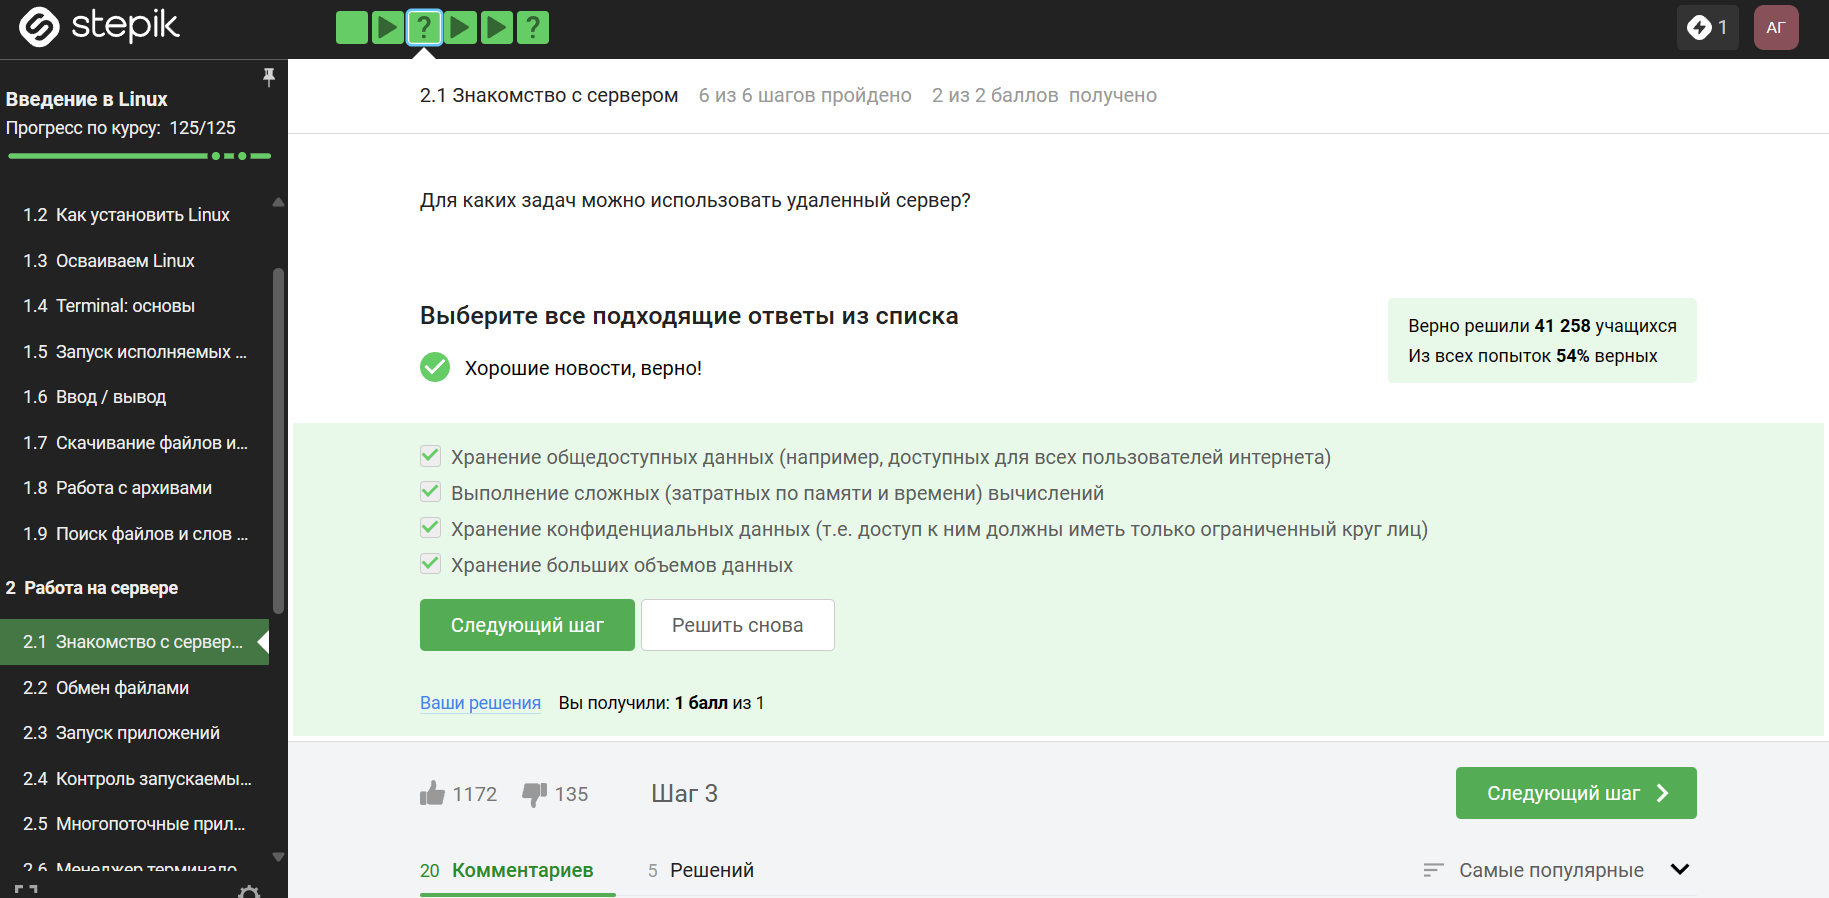 stepik
? ?
1
АГ
Введение в Linux
Прогресс по курсу: 125/125
1.2 Как установить Linux
1.3 Осваиваем Linux
1.4 Terminal: основы
1.5 Запуск исполняемых ...
1.6 Ввод / вывод
1.7 Скачивание файлов и...
1.8 Работа с архивами
1.9 Поиск файлов и слов ...
2 Работа на сервере
2.1 Знакомство с сервер...
2.2 Обмен файлами
2.3 Запуск приложений
2.4 Контроль запускаемы...
2.5 Многопоточные прил...
2.6 Менеджер терминало
2.1 Знакомство с сервером 6 из 6 шагов пройдено 2 из 2 баллов получено
Для каких задач можно использовать удаленный сервер?
Выберите все подходящие ответы из списка
Хорошие новости, верно!
Верно решили 41 258 учащихся
Из всех попыток 54% верных
Хранение общедоступных данных (например, доступных для всех пользователей интернета)
Выполнение сложных (затратных по памяти и времени) вычислений
Хранение конфиденциальных данных (т.е. доступ к ним должны иметь только ограниченный круг лиц)
Хранение больших объемов данных
Следующий шаг Решить снова
Ваши решения Вы получили: 1 балл из 1
1172 135 Шаг 3 Следующий шаг
20 Комментариев 5 Решений Самые популярные